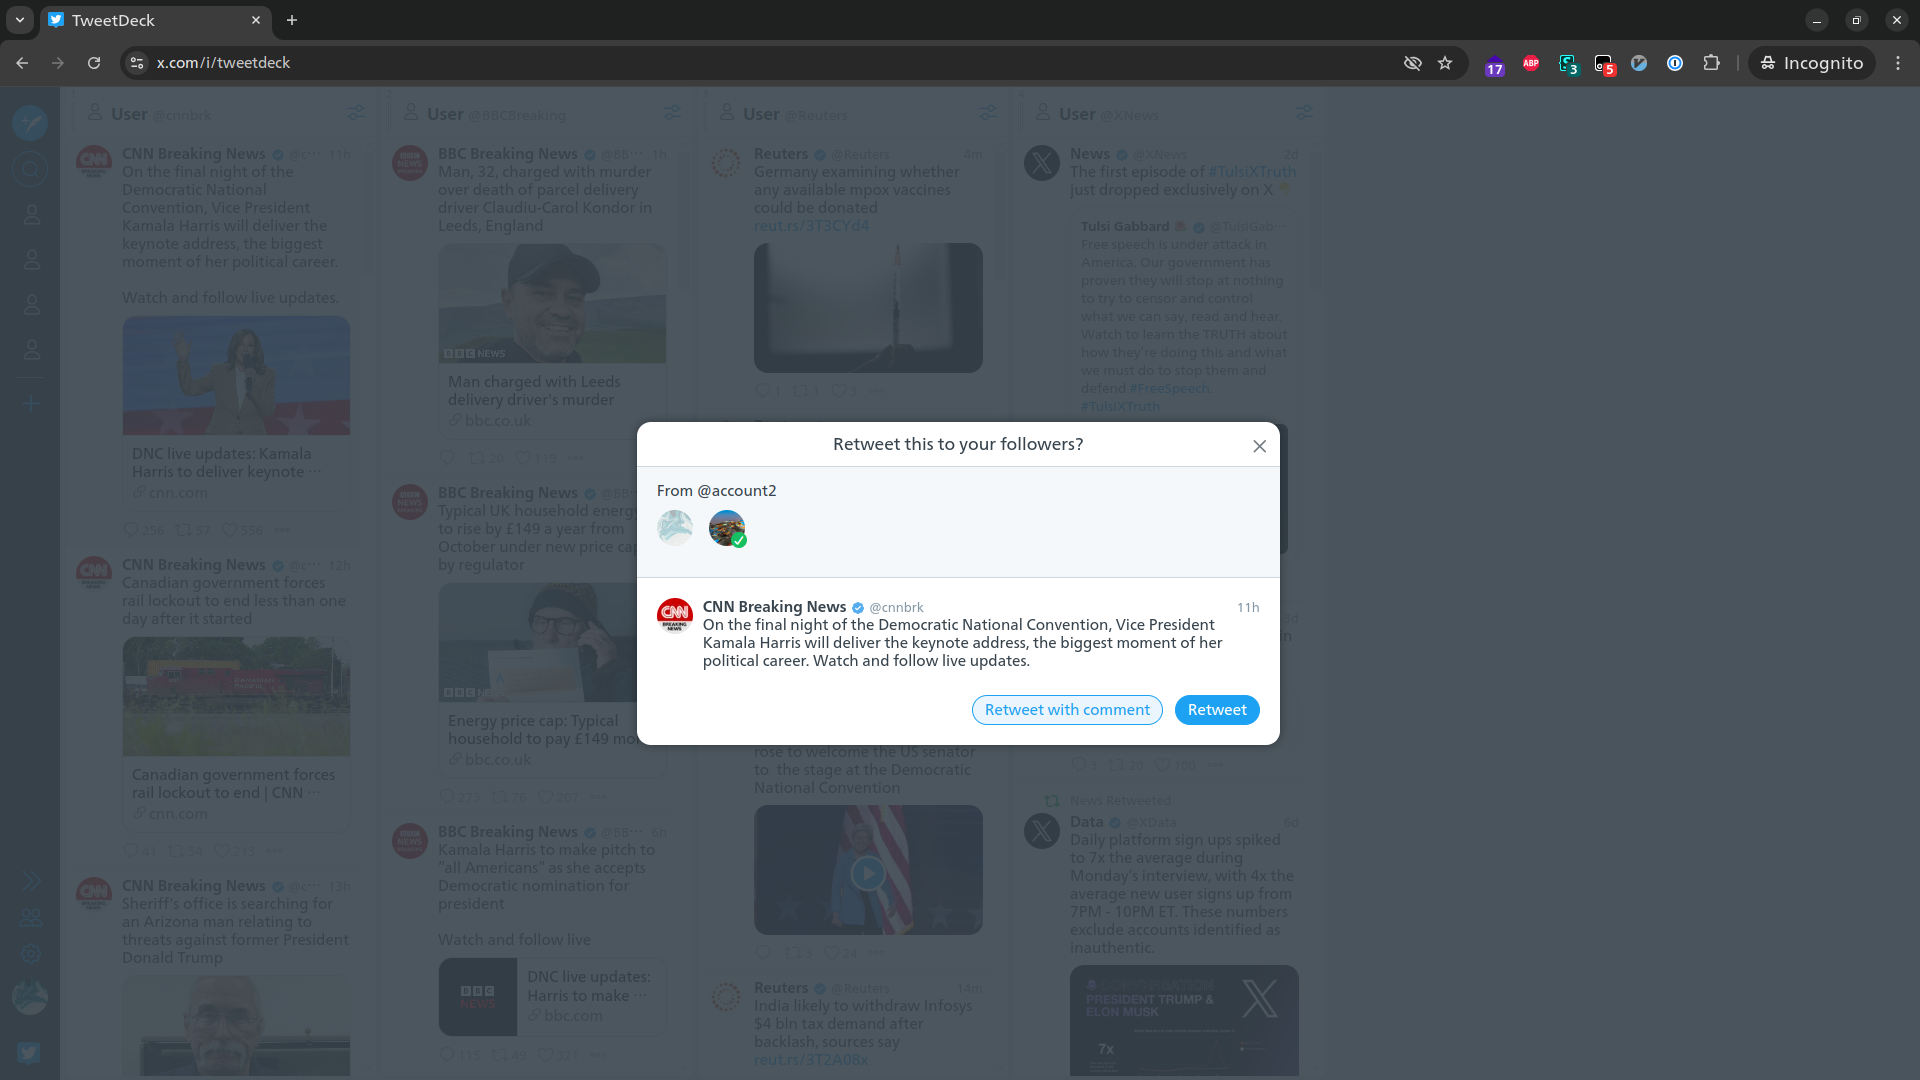 TweetDeck
x.com/i/tweetdeck
17
ABP
3
5
Incognito
User @cnnbrk
CNN Breaking News @c··· 11h
On the final night of the
Democratic National
Convention, Vice President
Kamala Harris will deliver the
keynote address, the biggest
moment of her political career.
Watch and follow live updates.
DNC live updates: Kamala
Harris to deliver keynote ···
cnn.com
256 57 556
CNN Breaking News @c··· 12h
Canadian government forces
rail lockout to end less than one
day after it started
Canadian government forces
rail lockout to end | CNN ···
cnn.com
41 54 213
CNN Breaking News @c··· 13h
Sheriff's office is searching for
an Arizona man relating to
threats against former President
Donald Trump
User @BBCBreaking
BBC Breaking News @BB··· 1h
Man, 32, charged with murder
over death of parcel delivery
driver Claudiu-Carol Kondor in
Leeds, England
BBC NEWS
Man charged with Leeds
delivery driver's murder
bbc.co.uk
20 119
BBC Breaking News @BB
Typical UK household energ
to rise by £149 a year from
October under new price cap
by regulator
BBC NEWS
Energy price cap: Typical
household to pay £149 mo
bbc.co.uk
273 76 267
BBC Breaking News @BB··· 6h
Kamala Harris to make pitch to
"all Americans" as she accepts
Democratic nomination for
president
Watch and follow live
BBC
NEWS
DNC live updates:
Harris to make ···
bbc.com
115 49 321
User @Reuters
Reuters @Reuters 4m
Germany examining whether
any available mpox vaccines
could be donated
reut.rs/3T3CYd4
1 1 3
rose to welcome the US senator
to the stage at the Democratic
National Convention
3 24
Reuters @Reuters 14m
India likely to withdraw Infosys
$4 bln tax demand after
backlash, sources say
reut.rs/3T2A08x
User @XNews
News @XNews 2d
The first episode of #TulsiXTruth
just dropped exclusively on X
Tulsi Gabbard @TulsiGab···
Free speech is under attack in
America. Our government has
proven they will stop at nothing
to try to censor and control
what we can say, read and hear.
Watch to learn the TRUTH about
how they're doing this and what
we must do to stop them and
defend #FreeSpeech.
#TulsiXTruth
3 20 100
News Retweeted
Data @XData 6d
Daily platform sign ups spiked
to 7x the average during
Monday's interview, with 4x the
average new user signs up from
7PM - 10PM ET. These numbers
exclude accounts identified as
inauthentic.
CONVERSATION
PRESIDENT TRUMP &
ELON MUSK
7x
Retweet this to your followers?
From @account2
CNN
BREAKING
NEWS
CNN Breaking News @cnnbrk 11h
On the final night of the Democratic National Convention, Vice President
Kamala Harris will deliver the keynote address, the biggest moment of her
political career. Watch and follow live updates.
Retweet with comment
Retweet